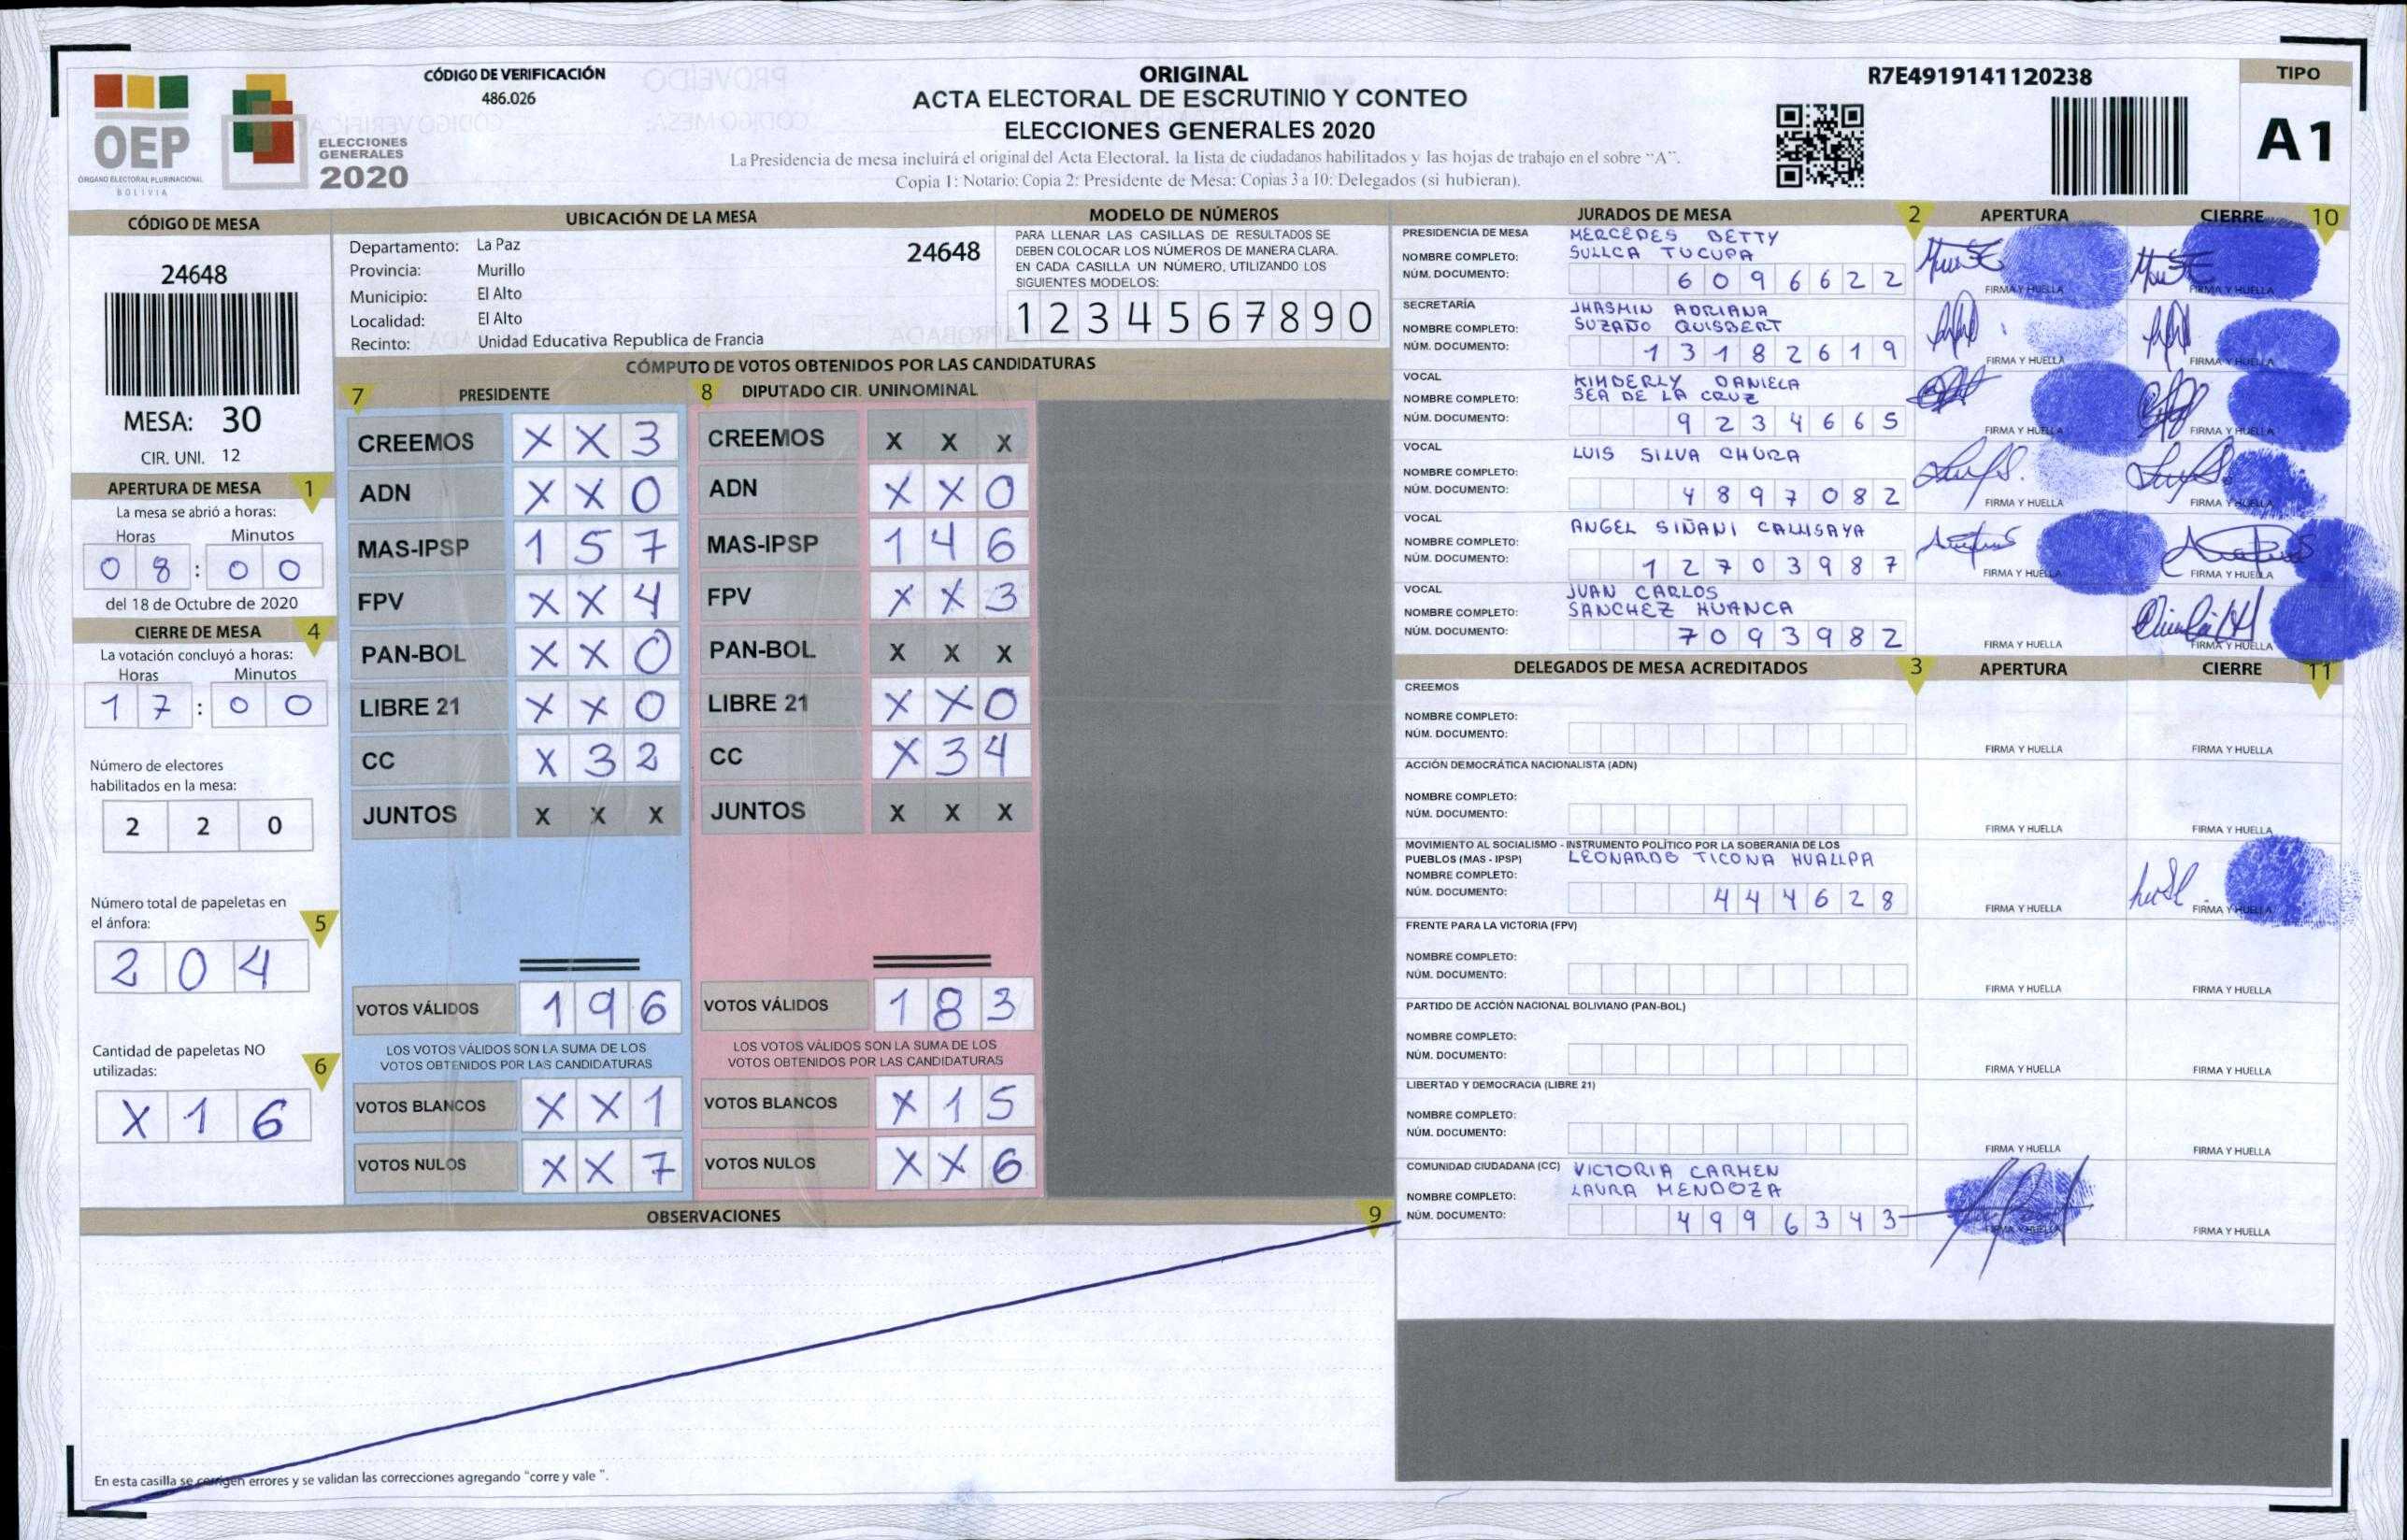 CÓDIGO DE VERIFICACIÓN
486.026
OEP
ÓRGANO ELECTORAL PLURINACIONAL
BOLIVIA
ELECCIONES
GENERALES
2020
ORIGINAL
ACTA ELECTORAL DE ESCRUTINIO Y CONTEO
ELECCIONES GENERALES 2020
La Presidencia de mesa incluirá el original del Acta Electoral, la lista de ciudadanos habilitados y las hojas de trabajo en el sobre "A".
Copia 1: Notario; Copia 2: Presidente de Mesa; Copias 3 a 10: Delegados (si hubieran).
R7E4919141120238
TIPO
A1
CÓDIGO DE MESA
24648
MESA: 30
CIR. UNI. 12
APERTURA DE MESA 1
La mesa se abrió a horas:
Horas Minutos
0 8 : 0 0
del 18 de Octubre de 2020
CIERRE DE MESA 4
La votación concluyó a horas:
Horas Minutos
1 7 : 0 0
Número de electores
habilitados en la mesa:
2 2 0
Número total de papeletas en
el ánfora: 5
2 0 4
Cantidad de papeletas NO
utilizadas: 6
X 1 6
UBICACIÓN DE LA MESA
Departamento: La Paz 24648
Provincia: Murillo
Municipio: El Alto
Localidad: El Alto
Recinto: Unidad Educativa Republica de Francia
MODELO DE NÚMEROS
PARA LLENAR LAS CASILLAS DE RESULTADOS SE
DEBEN COLOCAR LOS NÚMEROS DE MANERA CLARA.
EN CADA CASILLA UN NÚMERO, UTILIZANDO LOS
SIGUIENTES MODELOS:
1 2 3 4 5 6 7 8 9 0
CÓMPUTO DE VOTOS OBTENIDOS POR LAS CANDIDATURAS
7 PRESIDENTE
CREEMOS X X 3
ADN X X 0
MAS-IPSP 1 5 7
FPV X X 4
PAN-BOL X X 0
LIBRE 21 X X 0
CC X 3 2
JUNTOS X X X
VOTOS VÁLIDOS 1 9 6
LOS VOTOS VÁLIDOS SON LA SUMA DE LOS
VOTOS OBTENIDOS POR LAS CANDIDATURAS
VOTOS BLANCOS X X 1
VOTOS NULOS X X 7
8 DIPUTADO CIR. UNINOMINAL
CREEMOS X X X
ADN X X 0
MAS-IPSP 1 4 6
FPV X X 3
PAN-BOL X X X
LIBRE 21 X X 0
CC X 3 4
JUNTOS X X X
VOTOS VÁLIDOS 1 8 3
LOS VOTOS VÁLIDOS SON LA SUMA DE LOS
VOTOS OBTENIDOS POR LAS CANDIDATURAS
VOTOS BLANCOS X 1 5
VOTOS NULOS X X 6
OBSERVACIONES 9
En esta casilla se corrigen errores y se validan las correcciones agregando "corre y vale ".
JURADOS DE MESA 2 APERTURA CIERRE 10
PRESIDENCIA DE MESA MERCEDES BETTY
NOMBRE COMPLETO: SULLCA TUCUPA
NÚM. DOCUMENTO: 6 0 9 6 6 2 2
FIRMA Y HUELLA FIRMA Y HUELLA
SECRETARÍA JHASMIN ADRIANA
NOMBRE COMPLETO: SUZAÑO QUISBERT
NÚM. DOCUMENTO: 1 3 1 8 2 6 1 9
FIRMA Y HUELLA FIRMA Y HUELLA
VOCAL KIMBERLY DANIELA
NOMBRE COMPLETO: SEA DE LA CRUZ
NÚM. DOCUMENTO: 9 2 3 4 6 6 5
FIRMA Y HUELLA FIRMA Y HUELLA
VOCAL LUIS SILVA CHURA
NOMBRE COMPLETO:
NÚM. DOCUMENTO: 4 8 9 7 0 8 2
FIRMA Y HUELLA FIRMA Y HUELLA
VOCAL ANGEL SIÑANI CALLISAYA
NOMBRE COMPLETO:
NÚM. DOCUMENTO: 1 2 7 0 3 9 8 7
FIRMA Y HUELLA FIRMA Y HUELLA
VOCAL JUAN CARLOS
NOMBRE COMPLETO: SANCHEZ HUANCA
NÚM. DOCUMENTO: 7 0 9 3 9 8 2
FIRMA Y HUELLA FIRMA Y HUELLA
DELEGADOS DE MESA ACREDITADOS 3 APERTURA CIERRE 11
CREEMOS
NOMBRE COMPLETO:
NÚM. DOCUMENTO:
FIRMA Y HUELLA FIRMA Y HUELLA
ACCIÓN DEMOCRÁTICA NACIONALISTA (ADN)
NOMBRE COMPLETO:
NÚM. DOCUMENTO:
FIRMA Y HUELLA FIRMA Y HUELLA
MOVIMIENTO AL SOCIALISMO - INSTRUMENTO POLÍTICO POR LA SOBERANIA DE LOS
PUEBLOS (MAS - IPSP) LEONARDO TICONA HUALLPA
NOMBRE COMPLETO:
NÚM. DOCUMENTO: 4 4 4 6 2 8
FIRMA Y HUELLA FIRMA Y HUELLA
FRENTE PARA LA VICTORIA (FPV)
NOMBRE COMPLETO:
NÚM. DOCUMENTO:
FIRMA Y HUELLA FIRMA Y HUELLA
PARTIDO DE ACCIÓN NACIONAL BOLIVIANO (PAN-BOL)
NOMBRE COMPLETO:
NÚM. DOCUMENTO:
FIRMA Y HUELLA FIRMA Y HUELLA
LIBERTAD Y DEMOCRACIA (LIBRE 21)
NOMBRE COMPLETO:
NÚM. DOCUMENTO:
FIRMA Y HUELLA FIRMA Y HUELLA
COMUNIDAD CIUDADANA (CC) VICTORIA CARMEN
NOMBRE COMPLETO: LAURA MENDOZA
NÚM. DOCUMENTO: 4 9 9 6 3 4 3
FIRMA Y HUELLA FIRMA Y HUELLA